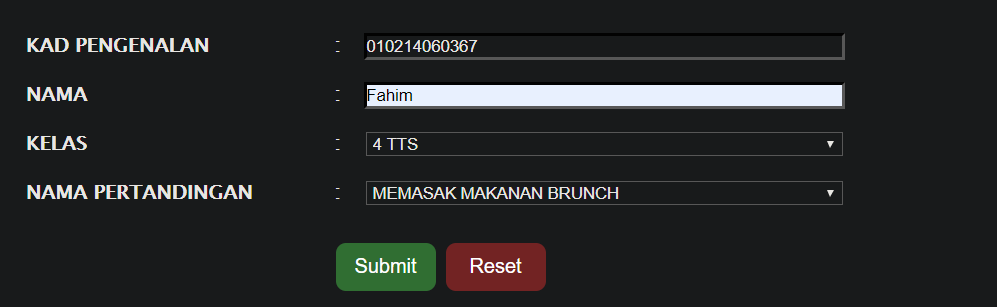 KAD PENGENALAN : 010214060367
NAMA : Fahim
KELAS : 4 TTS
NAMA PERTANDINGAN : MEMASAK MAKANAN BRUNCH
Submit Reset